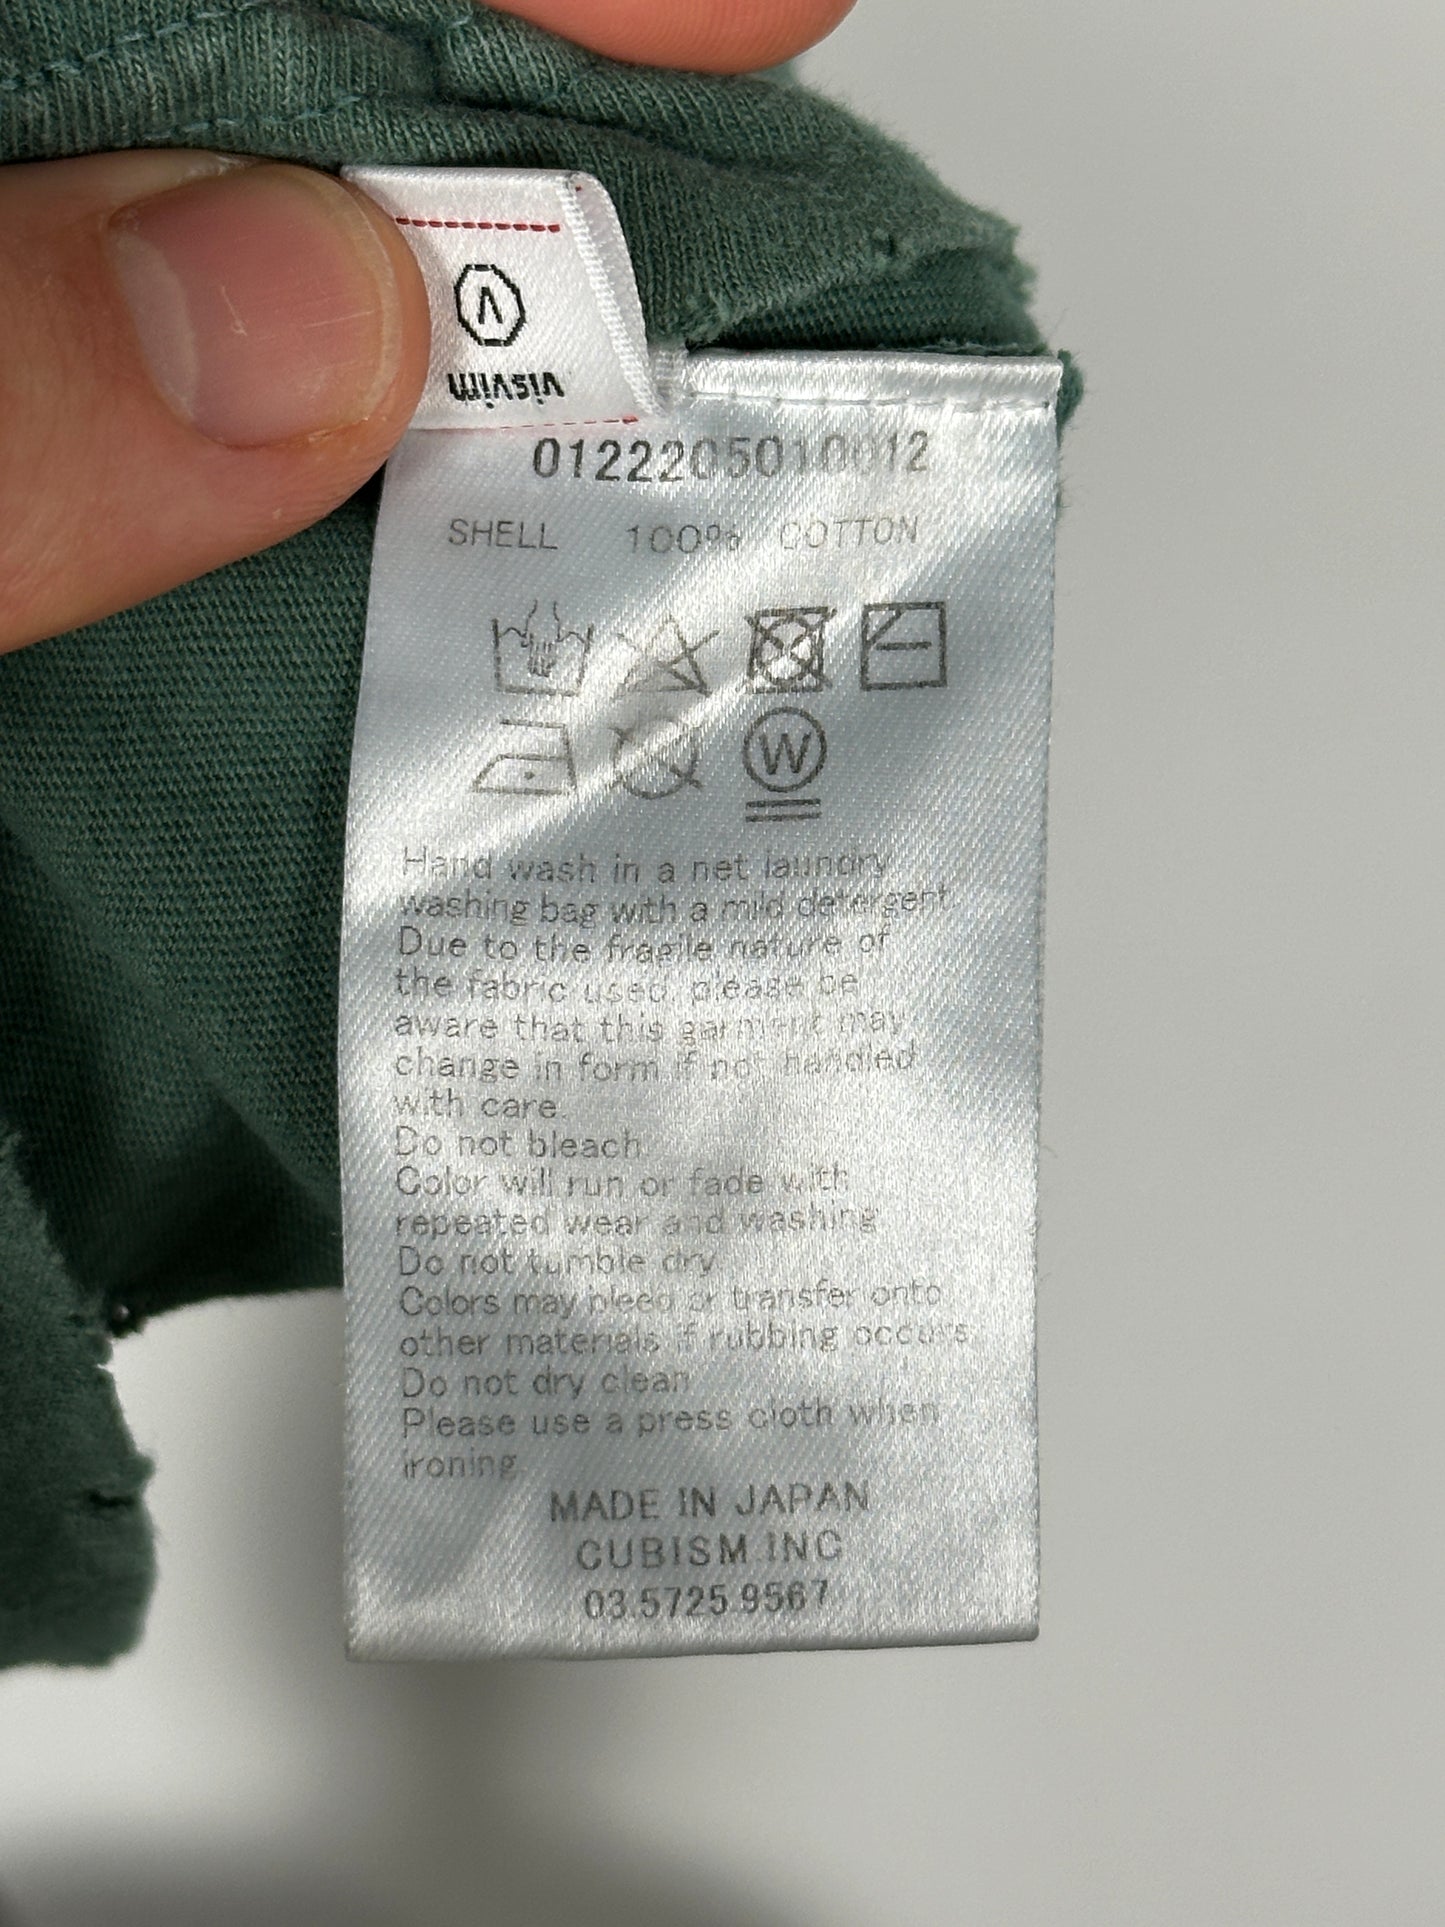 visvim
0122205010012
SHELL 100% COTTON
W
Hand wash in a net laundry
washing bag with a mild detergent.
Due to the fragile nature of
the fabric used, please be
aware that this garment may
change in form if not handled
with care.
Do not bleach.
Color will run or fade with
repeated wear and washing
Do not tumble dry.
Colors may bleed or transfer onto
other materials if rubbing occurs.
Do not dry clean
Please use a press cloth when
ironing.
MADE IN JAPAN
CUBISM INC
03.5725.9567